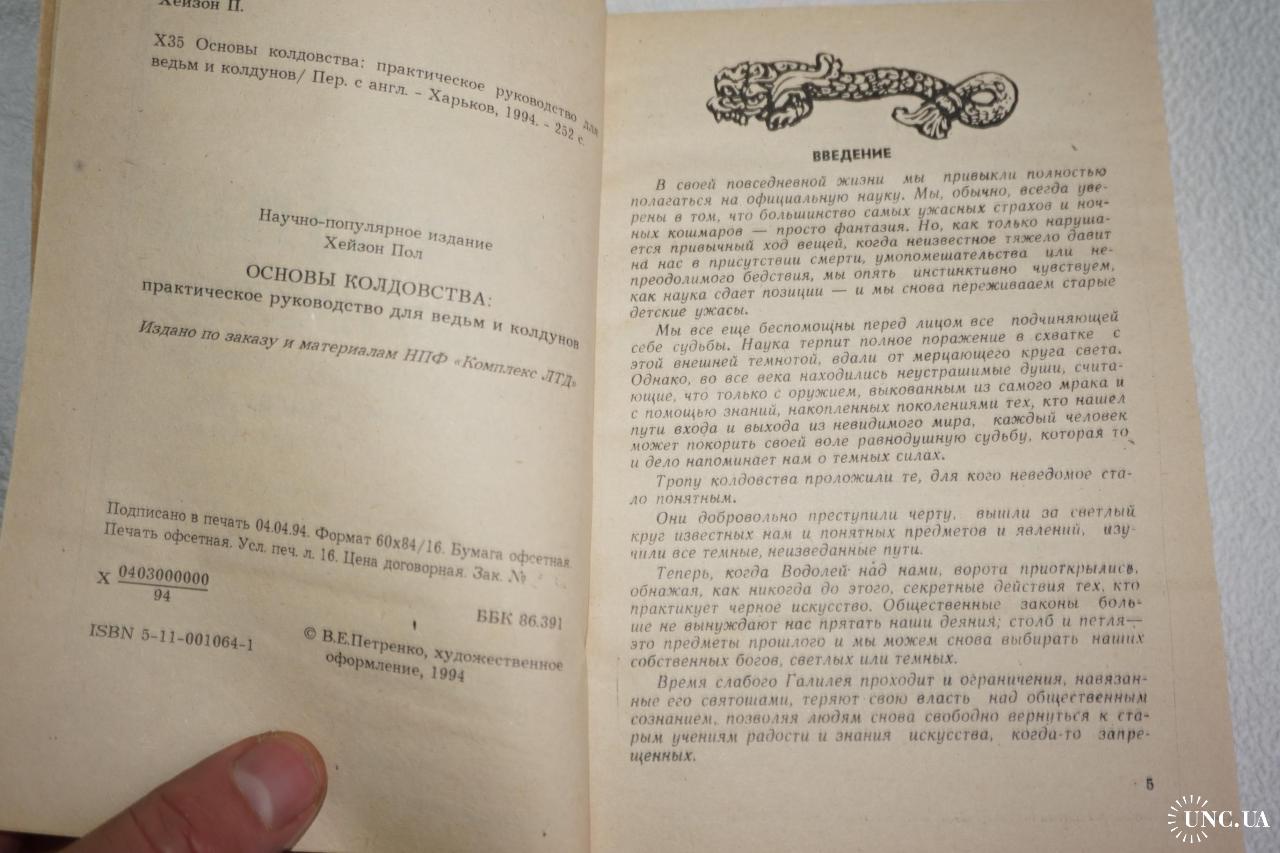 Хейзон П.
Х35 Основы колдовства: практическое руководство для
ведьм и колдунов/ Пер. с англ. - Харьков, 1994. - 252 с.
Научно-популярное издание
Хейзон Пол
ОСНОВЫ КОЛДОВСТВА:
практическое руководство для ведьм и колдунов
Издано по заказу и материалам НПФ «Комплекс ЛТД»
Подписано в печать 04.04.94. Формат 60х84/16. Бумага офсетная.
Печать офсетная. Усл. печ. л. 16. Цена договорная. Зак. №
Х 0403000000
94
ББК 86.391
ISBN 5-11-001064-1
© В.Е.Петренко, художественное
оформление, 1994
ВВЕДЕНИЕ
В своей повседневной жизни мы привыкли полностью
полагаться на официальную науку. Мы, обычно, всегда уве-
рены в том, что большинство самых ужасных страхов и ноч-
ных кошмаров — просто фантазия. Но, как только наруша-
ется привычный ход вещей, когда неизвестное тяжело давит
на нас в присутствии смерти, умопомешательства или не-
преодолимого бедствия, мы опять инстинктивно чувствуем,
как наука сдает позиции — и мы снова переживаем старые
детские ужасы.
Мы все еще беспомощны перед лицом все подчиняющей
себе судьбы. Наука терпит полное поражение в схватке с
этой внешней темнотой, вдали от мерцающего круга света.
Однако, во все века находились неустрашимые души, счита-
ющие, что только с оружием, выкованным из самого мрака и
с помощью знаний, накопленных поколениями тех, кто нашел
пути входа и выхода из невидимого мира, каждый человек
может покорить своей воле равнодушную судьбу, которая то
и дело напоминает нам о темных силах.
Тропу колдовства проложили те, для кого неведомое ста-
ло понятным.
Они добровольно преступили черту, вышли за светлый
круг известных нам и понятных предметов и явлений, изу-
чили все темные, неизведанные пути.
Теперь, когда Водолей над нами, ворота приоткрылись,
обнажая, как никогда до этого, секретные действия тех, кто
практикует черное искусство. Общественные законы боль-
ше не вынуждают нас прятать наши деяния; столб и петля—
это предметы прошлого и мы можем снова выбирать наших
собственных богов, светлых или темных.
Время слабого Галилея проходит и ограничения, навязан-
ные его святошами, теряют свою власть над общественным
сознанием, позволяя людям снова свободно вернуться к ста-
рым учениям радости и знания искусства, когда-то запре-
щенных.
5
UNC.UA